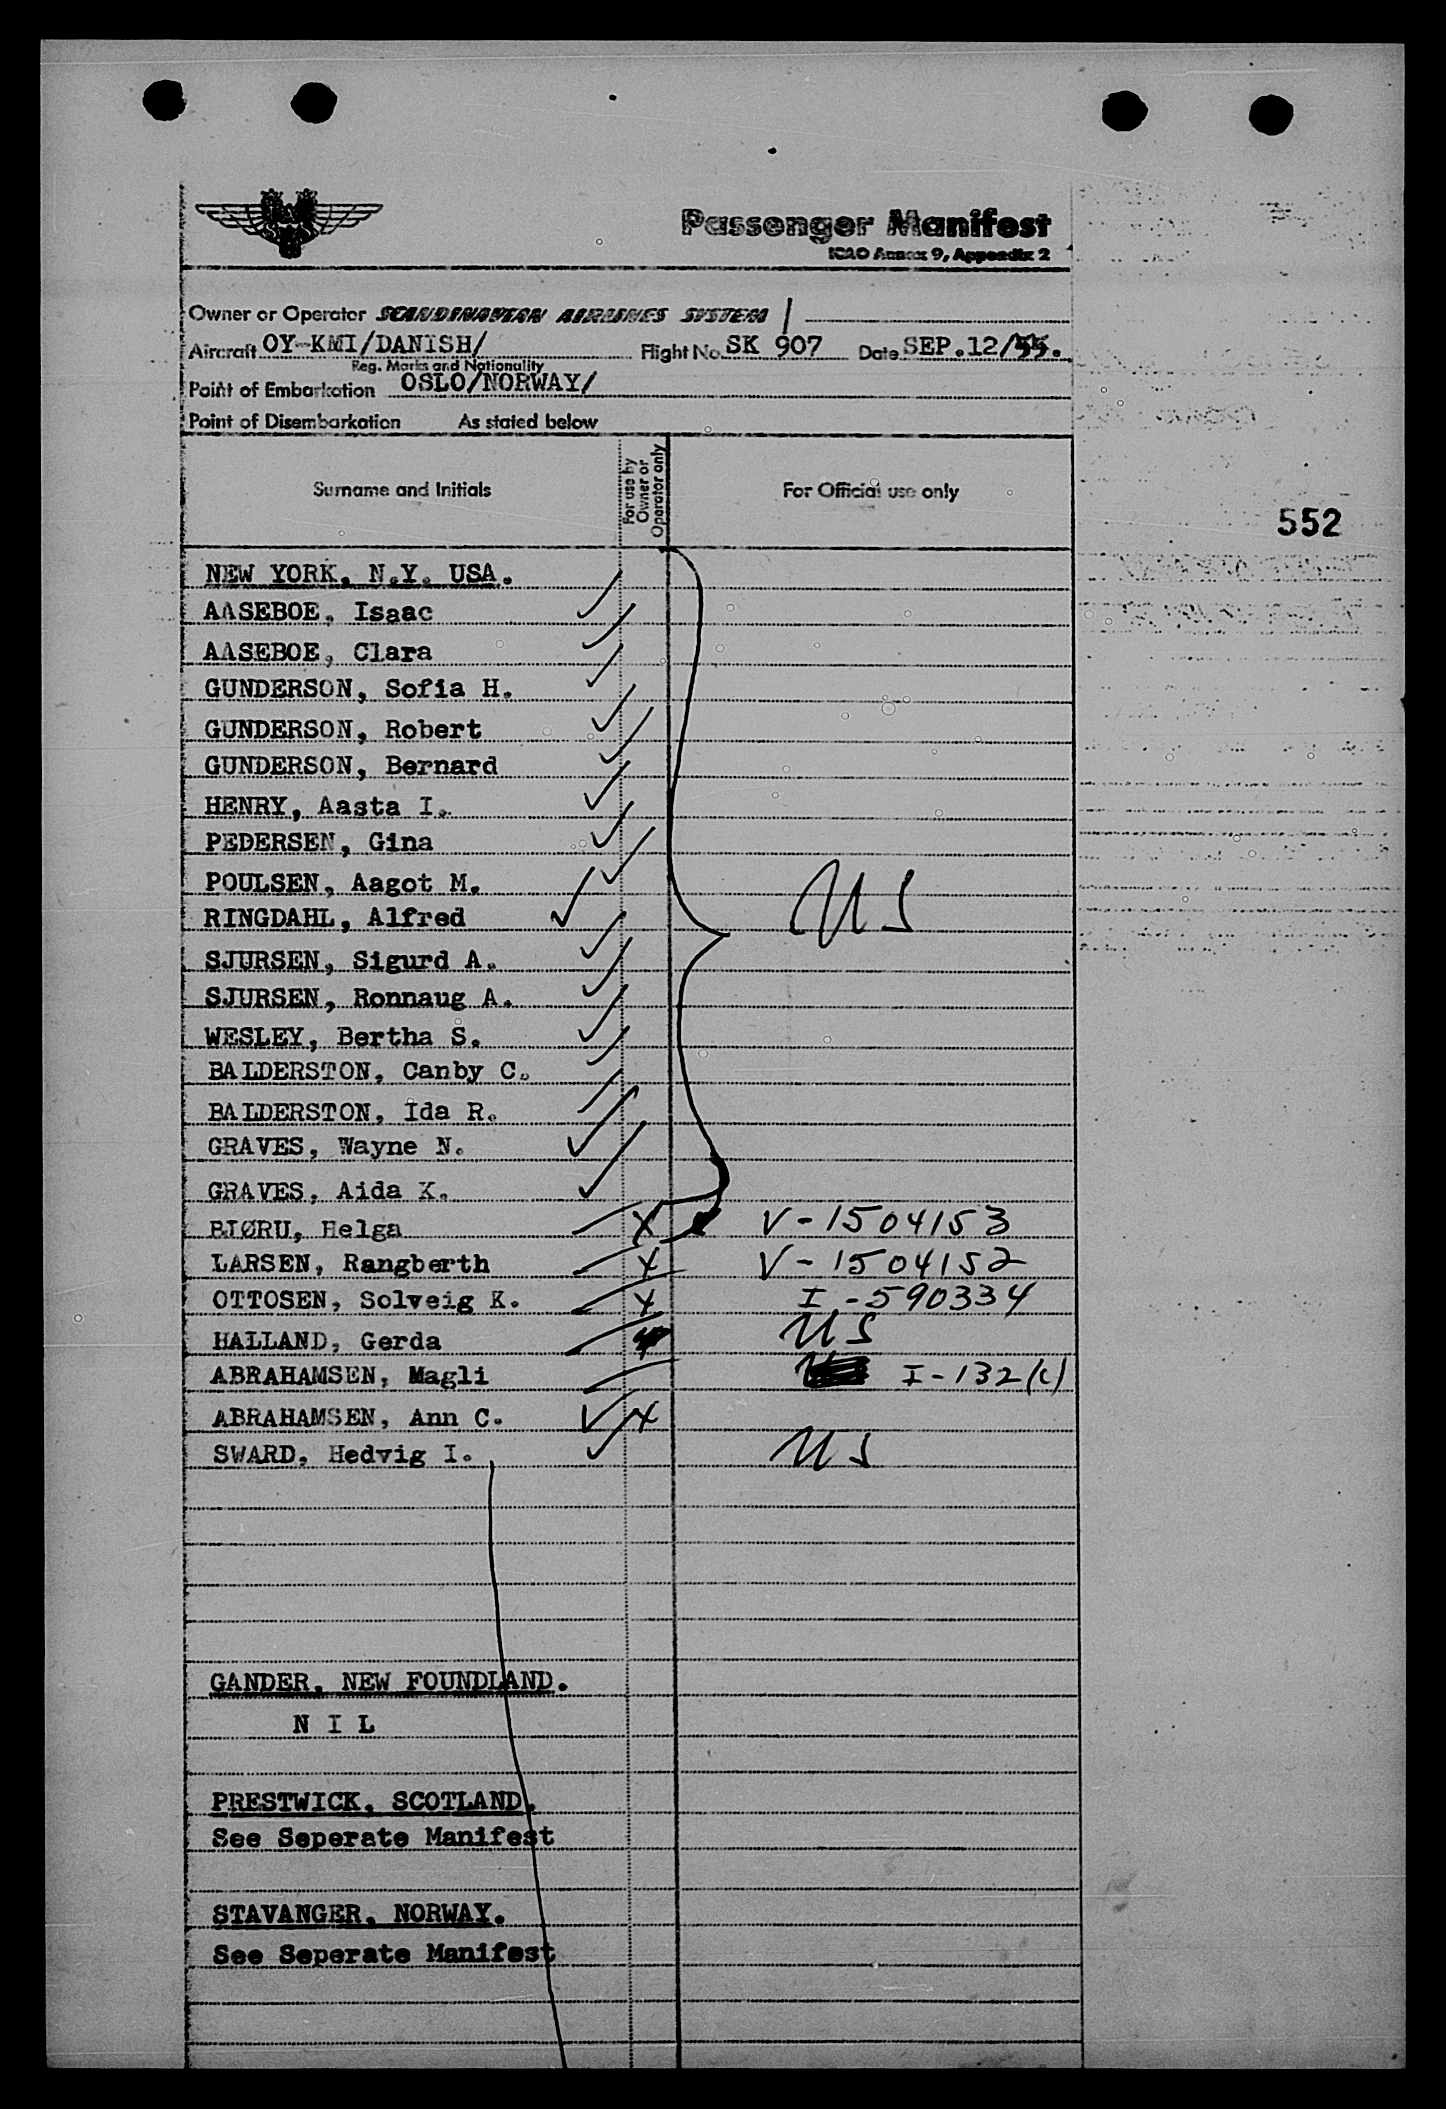 Passenger Manifest
ICAO Annex 9, Appendix 2
Owner or Operator SCANDINAVIAN AIRLINES SYSTEM
Aircraft OY-KMI/DANISH/ Flight No. SK 907 Date SEP.12/55.
Reg. Marks and Nationality
Point of Embarkation OSLO/NORWAY/
Point of Disembarkation As stated below
Surname and Initials For use by Owner or Operator only For Official use only
552
NEW YORK, N.Y. USA.
AASEBOE, Isaac
AASEBOE, Clara
GUNDERSON, Sofia H.
GUNDERSON, Robert
GUNDERSON, Bernard
HENRY, Aasta I.
PEDERSEN, Gina
POULSEN, Aagot M.
RINGDAHL, Alfred US
SJURSEN, Sigurd A.
SJURSEN, Ronnaug A.
WESLEY, Bertha S.
BALDERSTON, Canby C.
BALDERSTON, Ida R.
GRAVES, Wayne N.
GRAVES, Aida K.
BJØRU, Helga X V-1504153
LARSEN, Rangberth X V-1504152
OTTOSEN, Solveig K. X I-590334
HALLAND, Gerda US
ABRAHAMSEN, Magli I-132(c)
ABRAHAMSEN, Ann C. X
SWARD, Hedvig I. US
GANDER, NEW FOUNDLAND.
N I L
PRESTWICK, SCOTLAND.
See Seperate Manifest
STAVANGER, NORWAY.
See Seperate Manifest